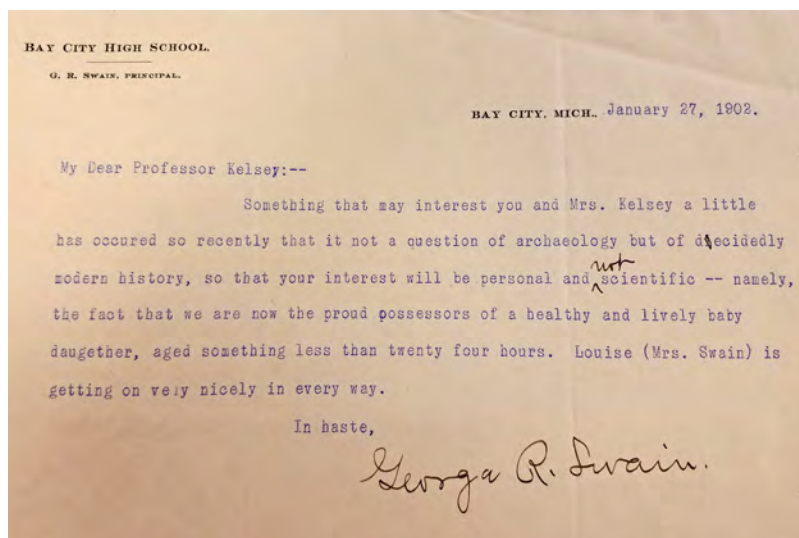 BAY CITY HIGH SCHOOL.
G. R. SWAIN, PRINCIPAL.
BAY CITY, MICH., January 27, 1902.
My Dear Professor Kelsey:--
Something that may interest you and Mrs. Kelsey a little
has occured so recently that it not a question of archaeology but of decidedly
modern history, so that your interest will be personal and not scientific -- namely,
the fact that we are now the proud possessors of a healthy and lively baby
daugether, aged something less than twenty four hours. Louise (Mrs. Swain) is
getting on very nicely in every way.
In haste,
George R. Swain.